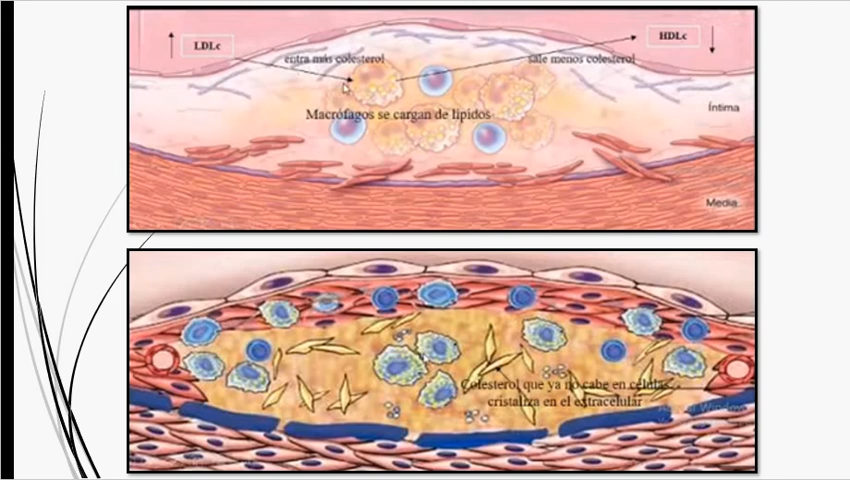 LDLc
HDLc
entra más colesterol
sale menos colesterol
Íntima
Macrófagos se cargan de lípidos
Media
Colesterol que ya no cabe en células
cristaliza en el extracelular